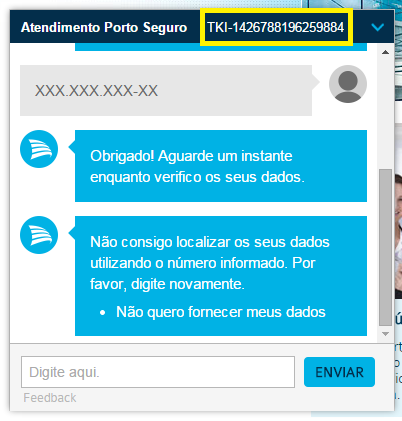 Atendimento Porto Seguro TKI-1426788196259884
XXX.XXX.XXX-XX
Obrigado! Aguarde um instante
enquanto verifico os seus dados.
Não consigo localizar os seus dados
utilizando o número informado. Por
favor, digite novamente.
• Não quero fornecer meus dados
Digite aqui.
ENVIAR
Feedback